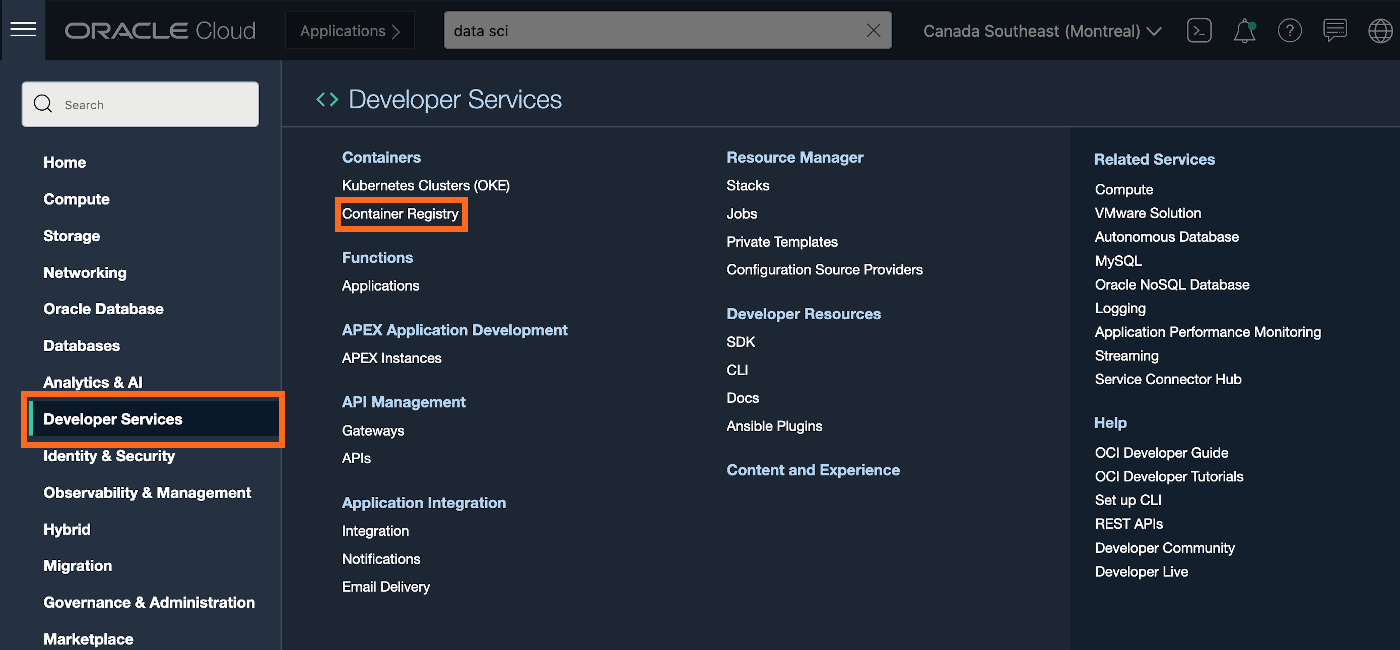 ORACLE Cloud
Applications
data sci
Canada Southeast (Montreal)
Search
Home
Compute
Storage
Networking
Oracle Database
Databases
Analytics & AI
Developer Services
Identity & Security
Observability & Management
Hybrid
Migration
Governance & Administration
Marketplace
Developer Services
Containers
Kubernetes Clusters (OKE)
Container Registry
Functions
Applications
APEX Application Development
APEX Instances
API Management
Gateways
APIs
Application Integration
Integration
Notifications
Email Delivery
Resource Manager
Stacks
Jobs
Private Templates
Configuration Source Providers
Developer Resources
SDK
CLI
Docs
Ansible Plugins
Content and Experience
Related Services
Compute
VMware Solution
Autonomous Database
MySQL
Oracle NoSQL Database
Logging
Application Performance Monitoring
Streaming
Service Connector Hub
Help
OCI Developer Guide
OCI Developer Tutorials
Set up CLI
REST APIs
Developer Community
Developer Live